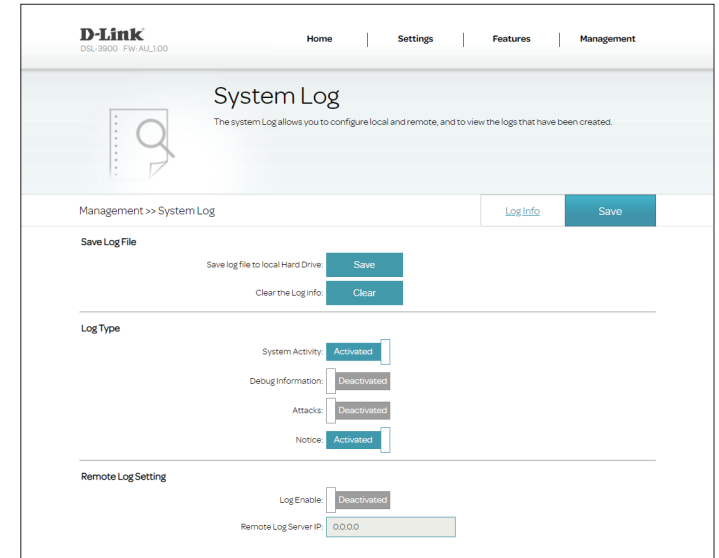 D-Link
DSL-3900 FW:AU_1.00
Home
Settings
Features
Management
System Log
The system Log allows you to configure local and remote, and to view the logs that have been created.
Management >> System Log
Log Info
Save
Save Log File
Save log file to local Hard Drive: Save
Clear the Log info: Clear
Log Type
System Activity: Activated
Debug Information: Deactivated
Attacks: Deactivated
Notice: Activated
Remote Log Setting
Log Enable: Deactivated
Remote Log Server IP: 0.0.0.0